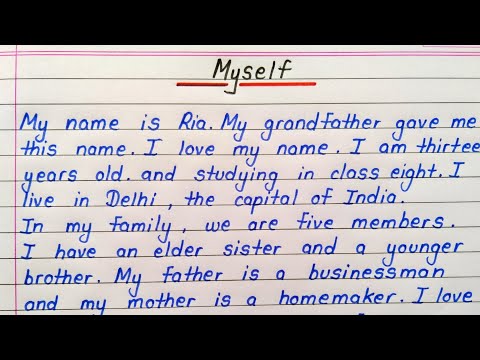 Myself
My name is Ria. My grandfather gave me
this name. I love my name. I am thirtee
years old. and studying in class eight. I
live in Delhi, the capital of India.
In my family, we are five members.
I have an elder sister and a younger
brother. My father is a businessman
and my mother is a homemaker. I love